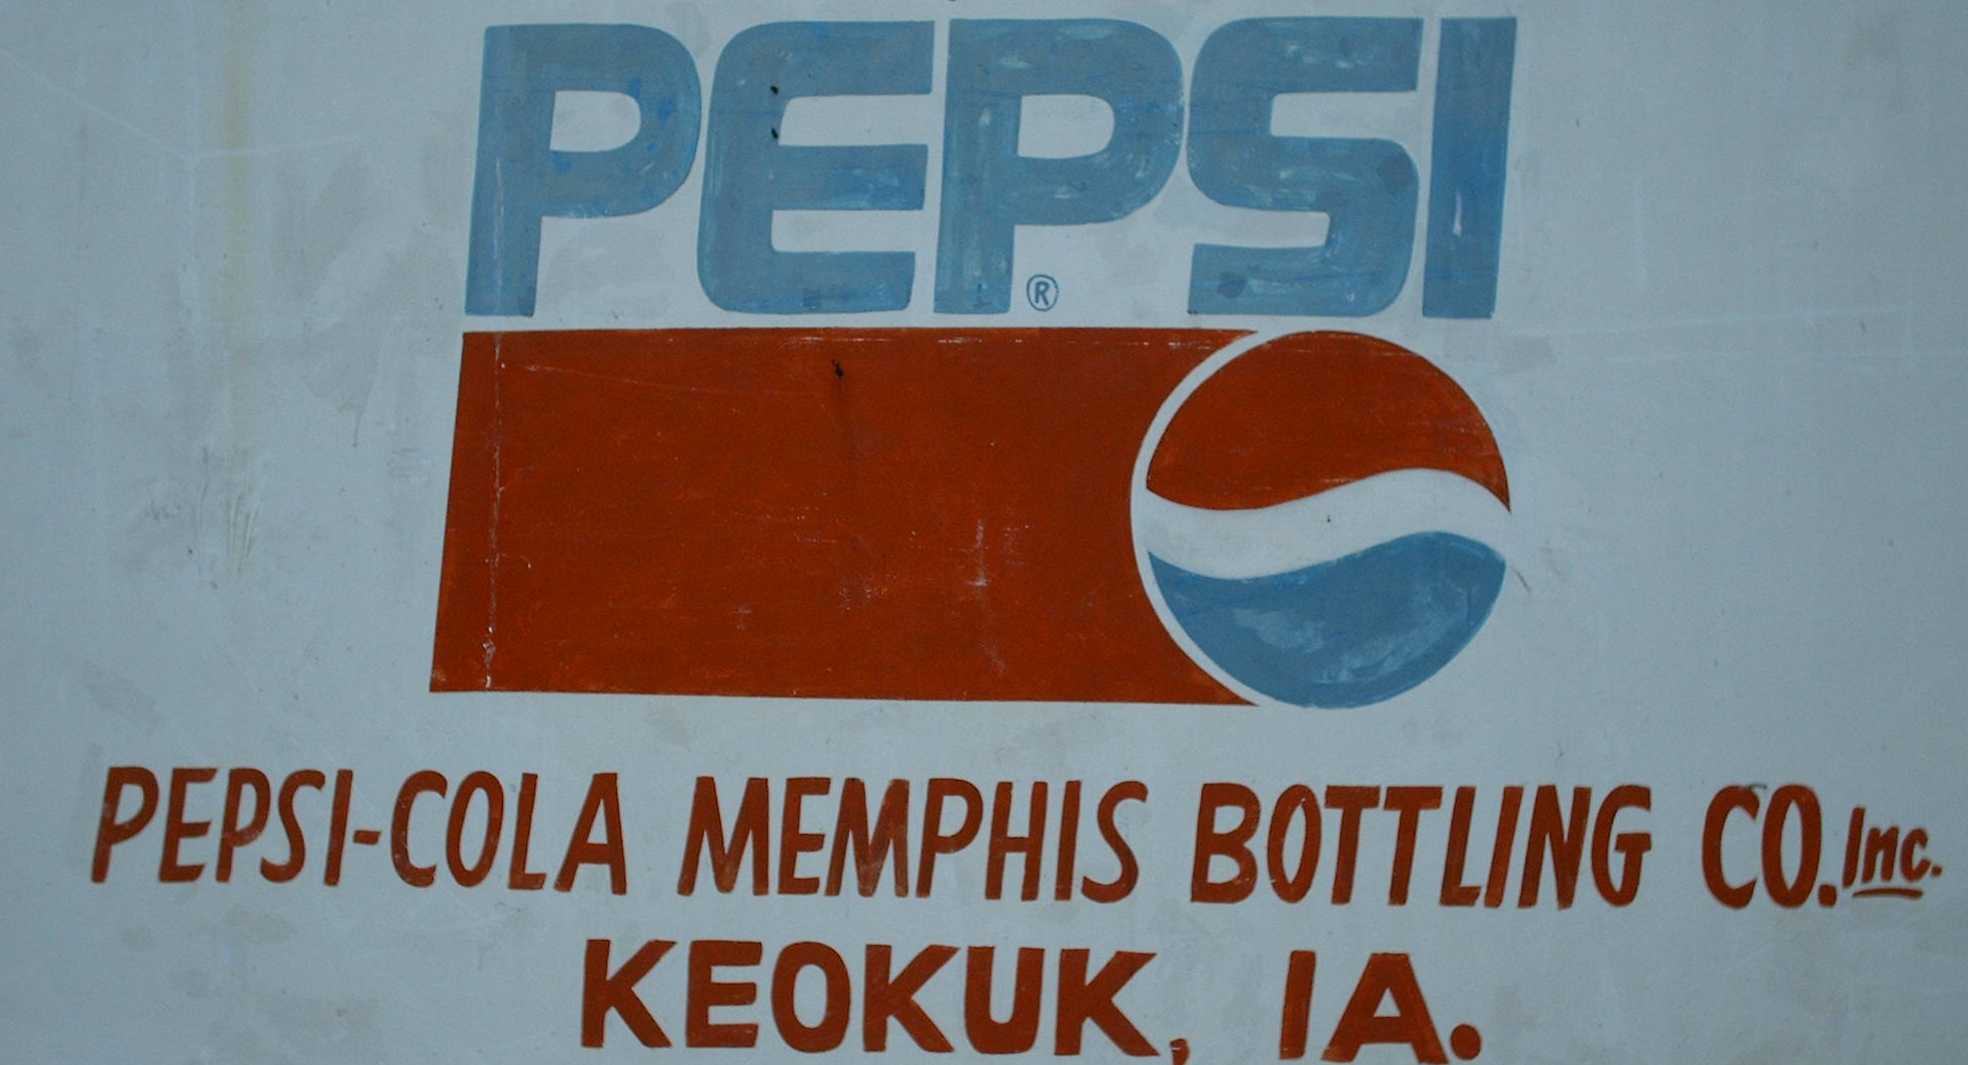 PEPSI®
PEPSI-COLA MEMPHIS BOTTLING CO. Inc.
KEOKUK, IA.